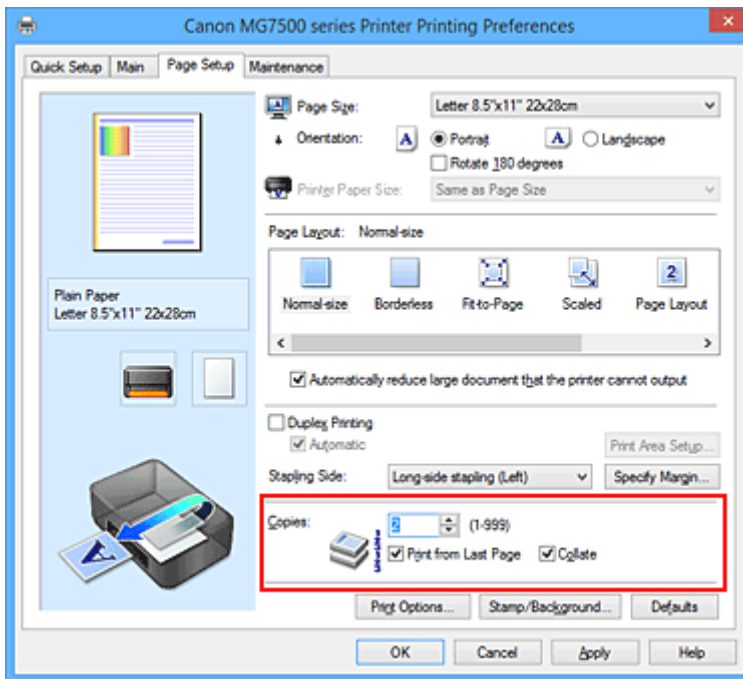 Canon MG7500 series Printer Printing Preferences
Quick Setup Main Page Setup Maintenance
Page Size: Letter 8.5"x11" 22x28cm
Orientation: A Portrait A Landscape
Rotate 180 degrees
Printer Paper Size: Same as Page Size
Page Layout: Normal-size
Normal-size Borderless Fit-to-Page Scaled Page Layout
Plain Paper
Letter 8.5"x11" 22x28cm
Automatically reduce large document that the printer cannot output
Duplex Printing
Automatic Print Area Setup...
Stapling Side: Long-side stapling (Left) Specify Margin...
Copies: 2 (1-999)
Print from Last Page Collate
Print Options... Stamp/Background... Defaults
OK Cancel Apply Help